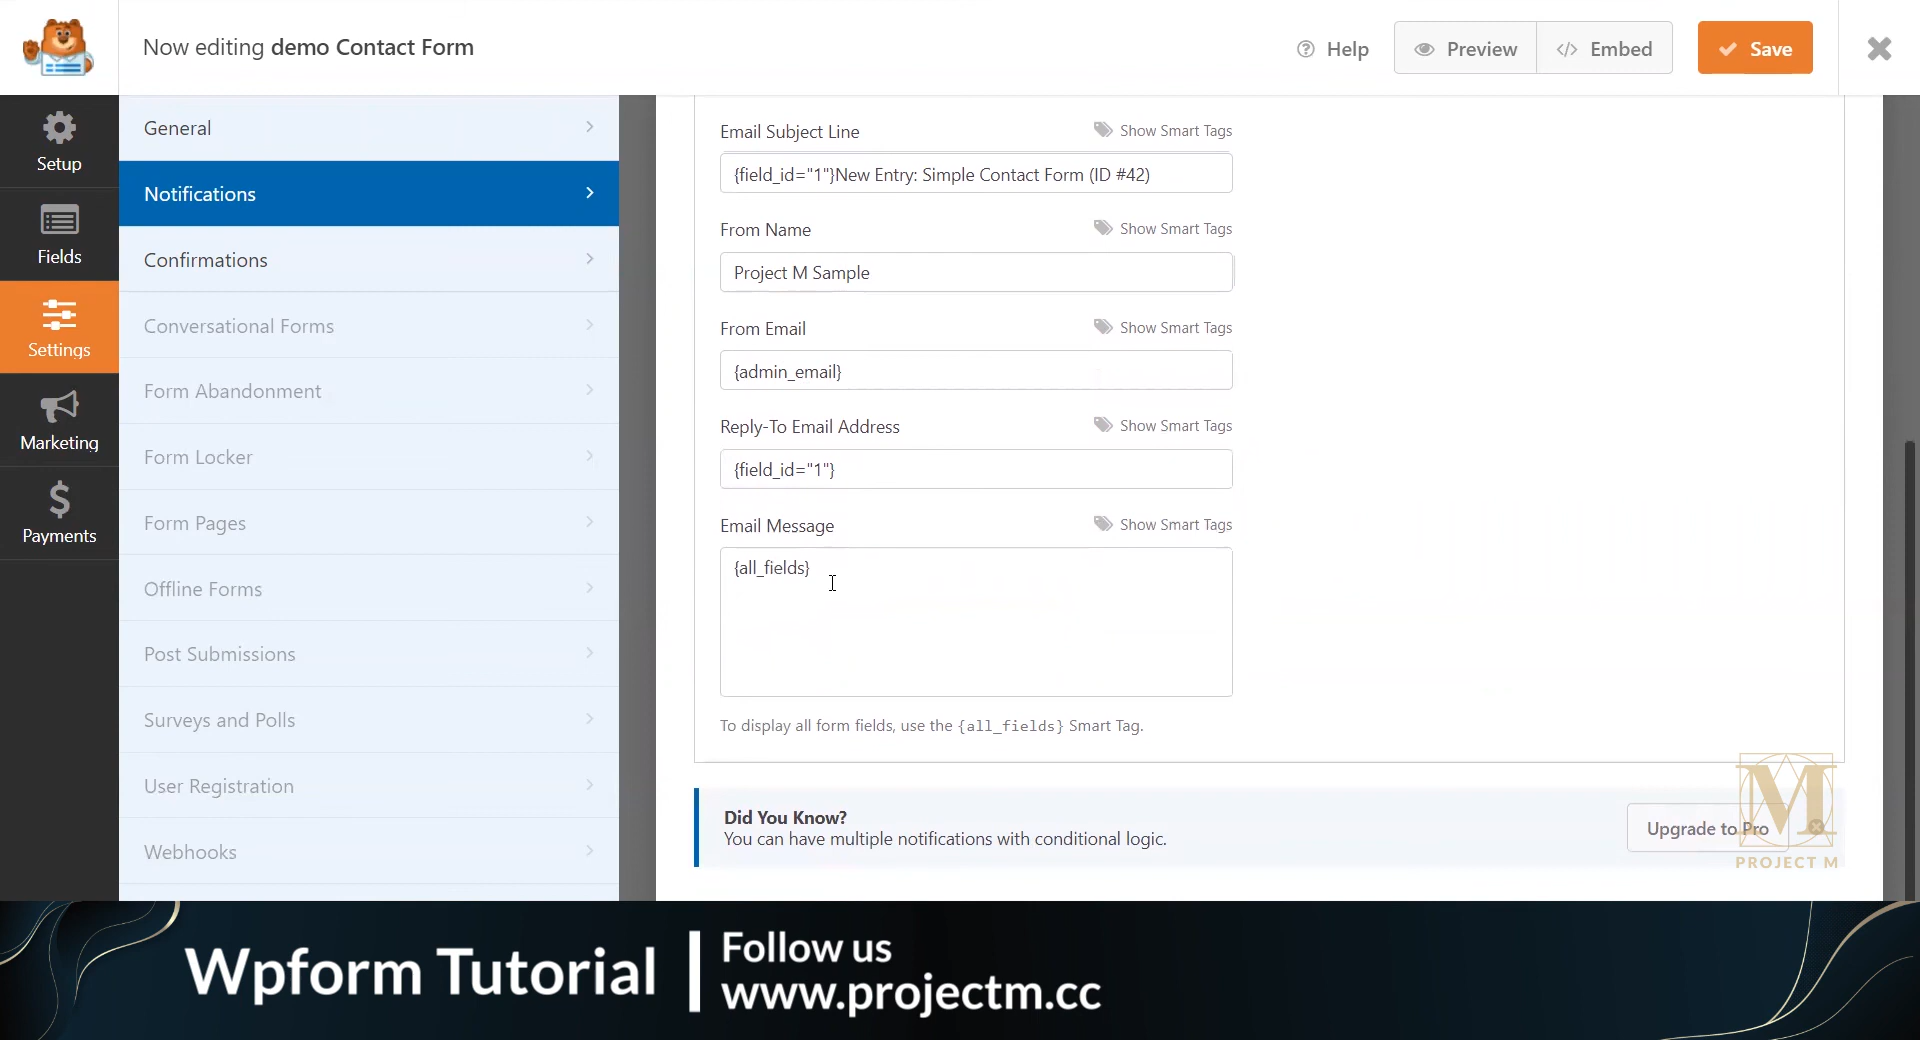 Now editing demo Contact Form
Help
Preview
Embed
Save
Setup
Fields
Settings
Marketing
Payments
General
Notifications
Confirmations
Conversational Forms
Form Abandonment
Form Locker
Form Pages
Offline Forms
Post Submissions
Surveys and Polls
User Registration
Webhooks
Email Subject Line
Show Smart Tags
{field_id="1"}New Entry: Simple Contact Form (ID #42)
From Name
Show Smart Tags
Project M Sample
From Email
Show Smart Tags
{admin_email}
Reply-To Email Address
Show Smart Tags
{field_id="1"}
Email Message
Show Smart Tags
{all_fields}
To display all form fields, use the {all_fields} Smart Tag.
Did You Know?
You can have multiple notifications with conditional logic.
Upgrade to Pro
M
PROJECT M
Wpform Tutorial
Follow us
www.projectm.cc